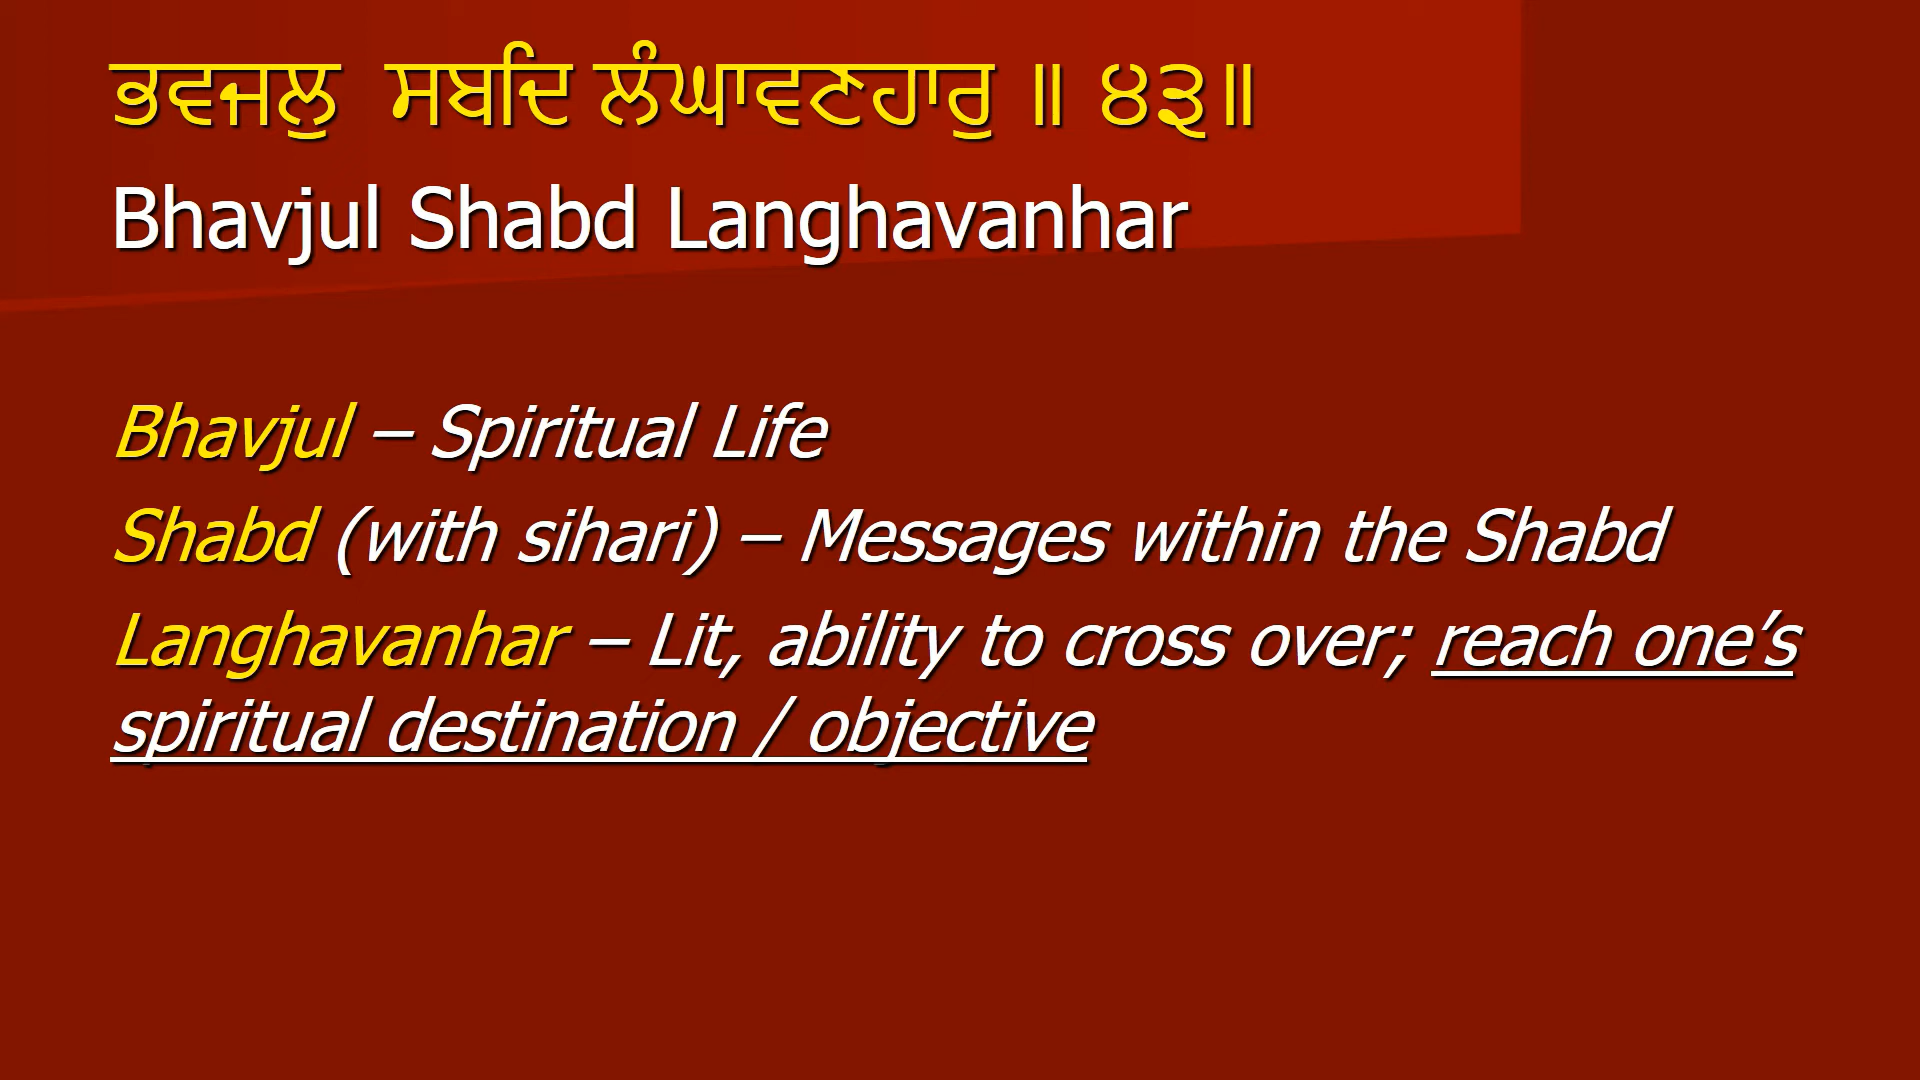 ਭਵਜਲੁ ਸਬਦਿ ਲੰਘਾਵਣਹਾਰੁ ॥ ੪੩॥
Bhavjul Shabd Langhavanhar
Bhavjul – Spiritual Life
Shabd (with sihari) – Messages within the Shabd
Langhavanhar – Lit, ability to cross over; reach one’s
spiritual destination / objective